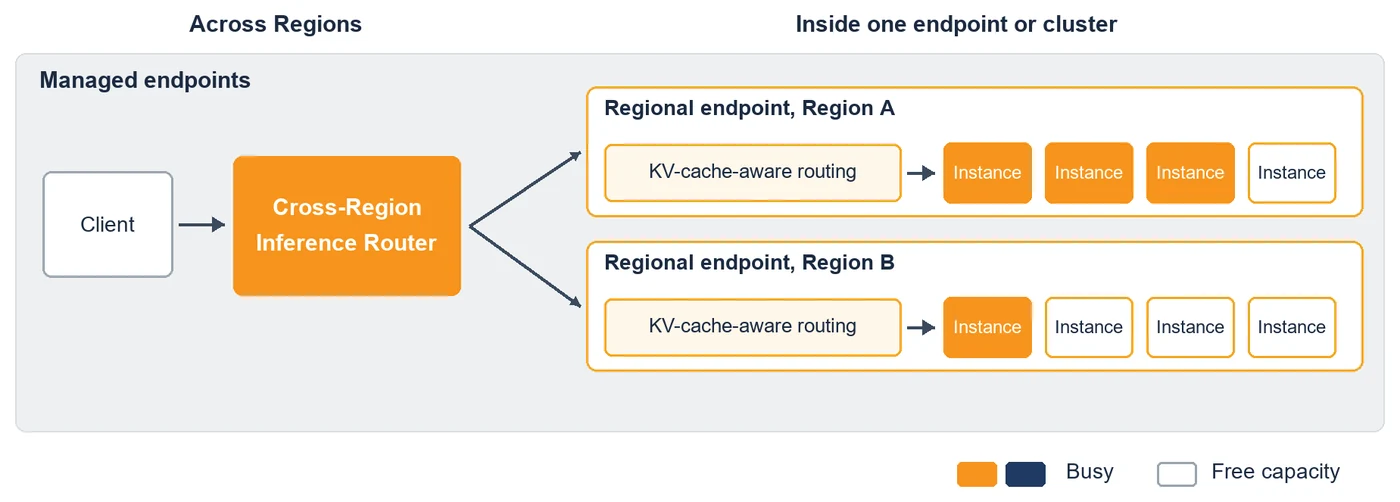 Across Regions
Inside one endpoint or cluster
Managed endpoints
Client
Cross-Region
Inference Router
Regional endpoint, Region A
KV-cache-aware routing
Instance
Instance
Instance
Instance
Regional endpoint, Region B
KV-cache-aware routing
Instance
Instance
Instance
Instance
Busy
Free capacity